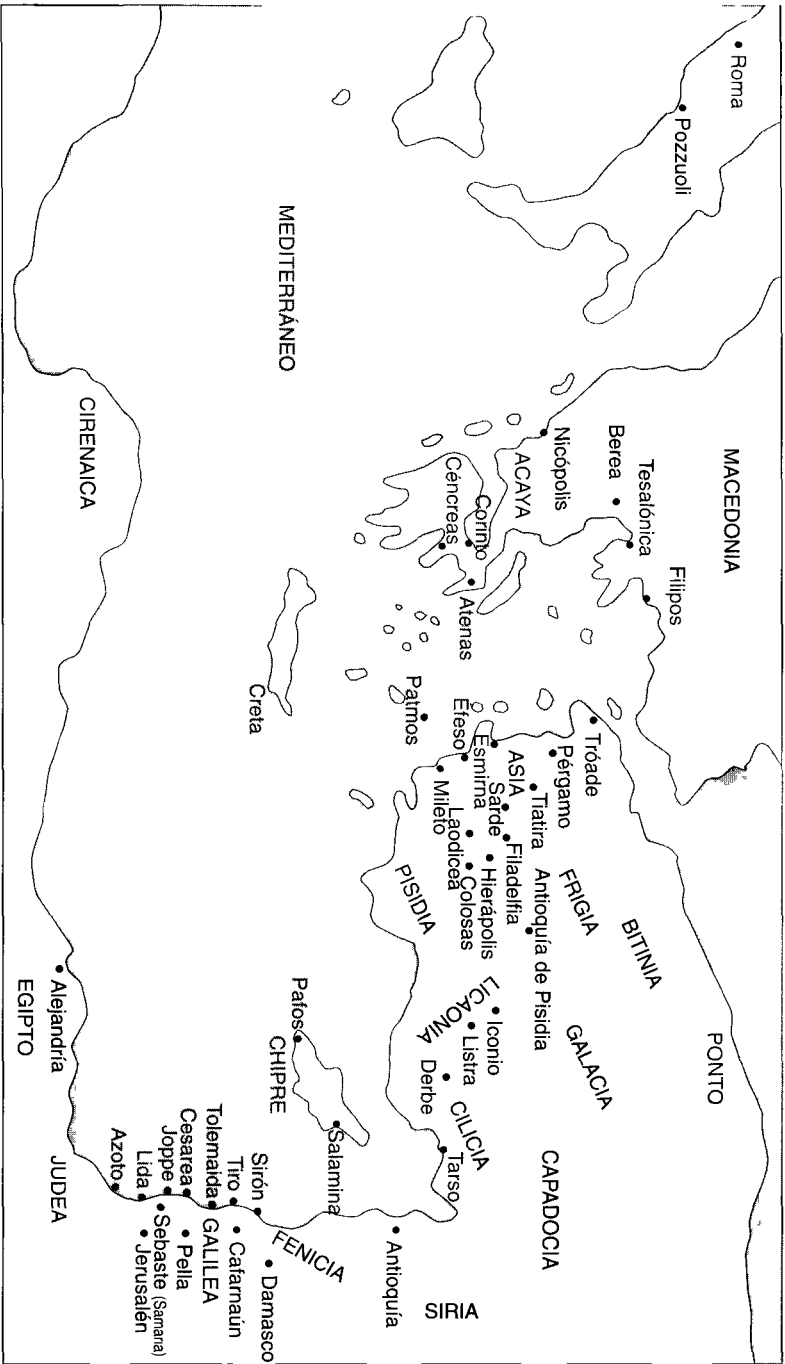 Roma
Pozzuoli
MEDITERRÁNEO
CIRENAICA
MACEDONIA
Filipos
Tesalónica
Berea
Nicópolis
ACAYA
Corinto
Céncreas
Atenas
Creta
Patmos
Tróade
Pérgamo
Tiatira
ASIA
Sarde
Esmirna
Efeso
Filadelfia
Hierápolis
Colosas
Laodicea
Mileto
PISIDIA
FRIGIA
BITINIA
Antioquía de Pisidia
GALACIA
PONTO
Iconio
LICAONIA
Listra
Derbe
CILICIA
Tarso
CAPADOCIA
Pafos
CHIPRE
Salamina
Antioquía
SIRIA
FENICIA
Damasco
Sirón
Tiro
Cafarnaún
Tolemaida
GALILEA
Cesarea
Pella
Joppe
Sebaste (Samaria)
Lida
Jerusalén
Azoto
JUDEA
Alejandría
EGIPTO